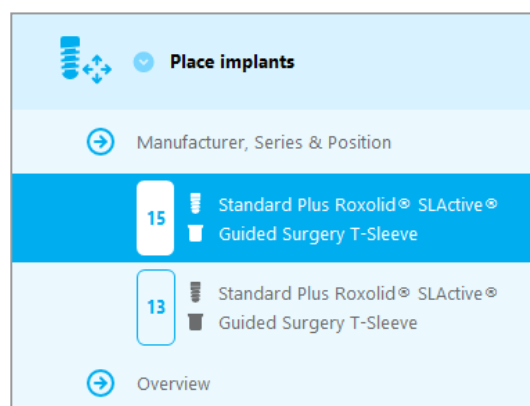 Place implants
Manufacturer, Series & Position
15
Standard Plus Roxolid® SLActive®
Guided Surgery T-Sleeve
13
Standard Plus Roxolid® SLActive®
Guided Surgery T-Sleeve
Overview